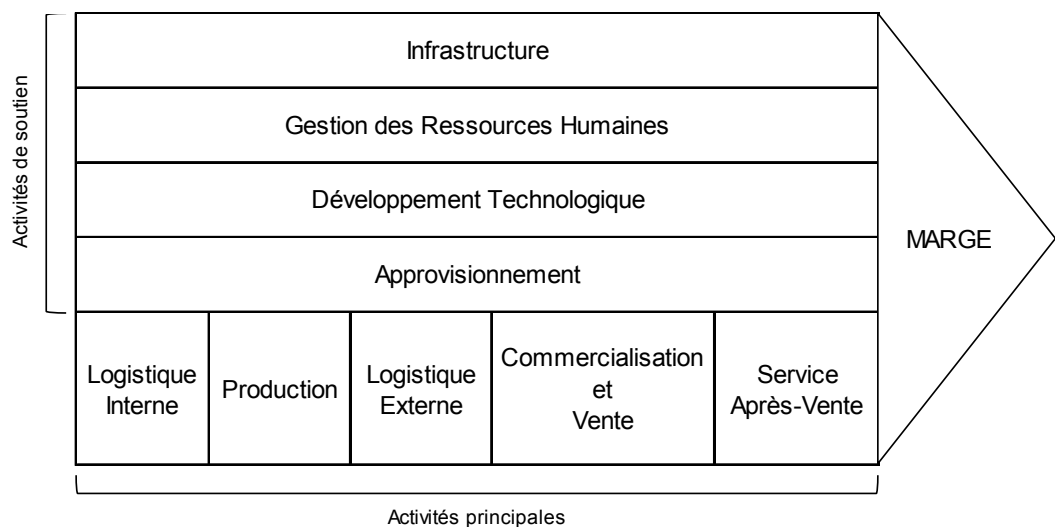 Activités de soutien
Infrastructure
Gestion des Ressources Humaines
Développement Technologique
Approvisionnement
MARGE
Logistique
Interne
Production
Logistique
Externe
Commercialisation
et
Vente
Service
Après-Vente
Activités principales